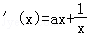 ′ (x)=ax+1/x